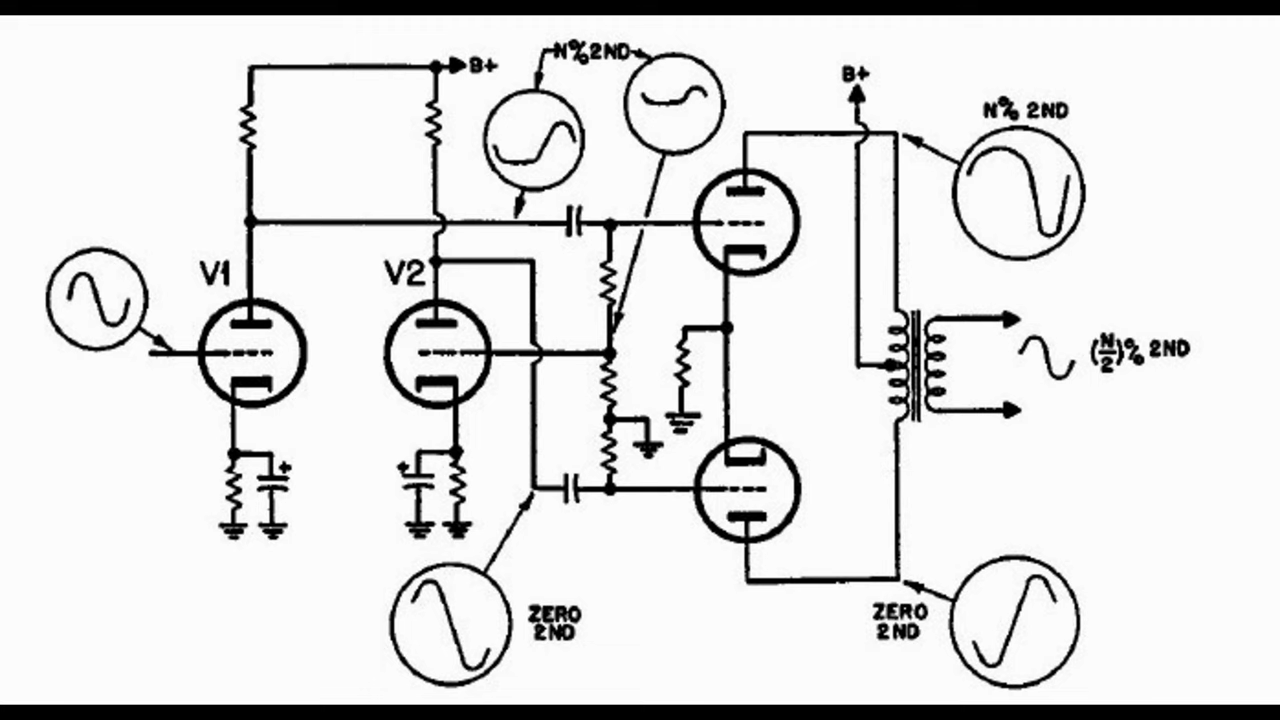 N% 2ND
B+
B+
N% 2ND
V1
V2
(N/2)% 2ND
+
+
ZERO
2ND
ZERO
2ND